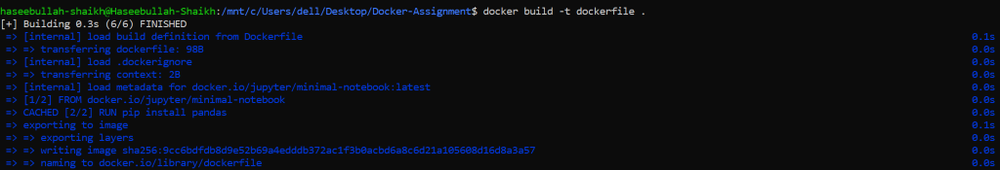 haseebullah-shaikh@Haseebullah-Shaikh:/mnt/c/Users/dell/Desktop/Docker-Assignment$ docker build -t dockerfile .
[+] Building 0.3s (6/6) FINISHED
=> [internal] load build definition from Dockerfile 0.1s
=> => transferring dockerfile: 98B 0.0s
=> [internal] load .dockerignore 0.0s
=> => transferring context: 2B 0.0s
=> [internal] load metadata for docker.io/jupyter/minimal-notebook:latest 0.0s
=> [1/2] FROM docker.io/jupyter/minimal-notebook 0.0s
=> CACHED [2/2] RUN pip install pandas 0.0s
=> exporting to image 0.1s
=> => exporting layers 0.0s
=> => writing image sha256:9cc6bdfdb8d9e52b69a4edddb372ac1f3b0acbd6a8c6d21a105608d16d8a3a57 0.0s
=> => naming to docker.io/library/dockerfile 0.0s